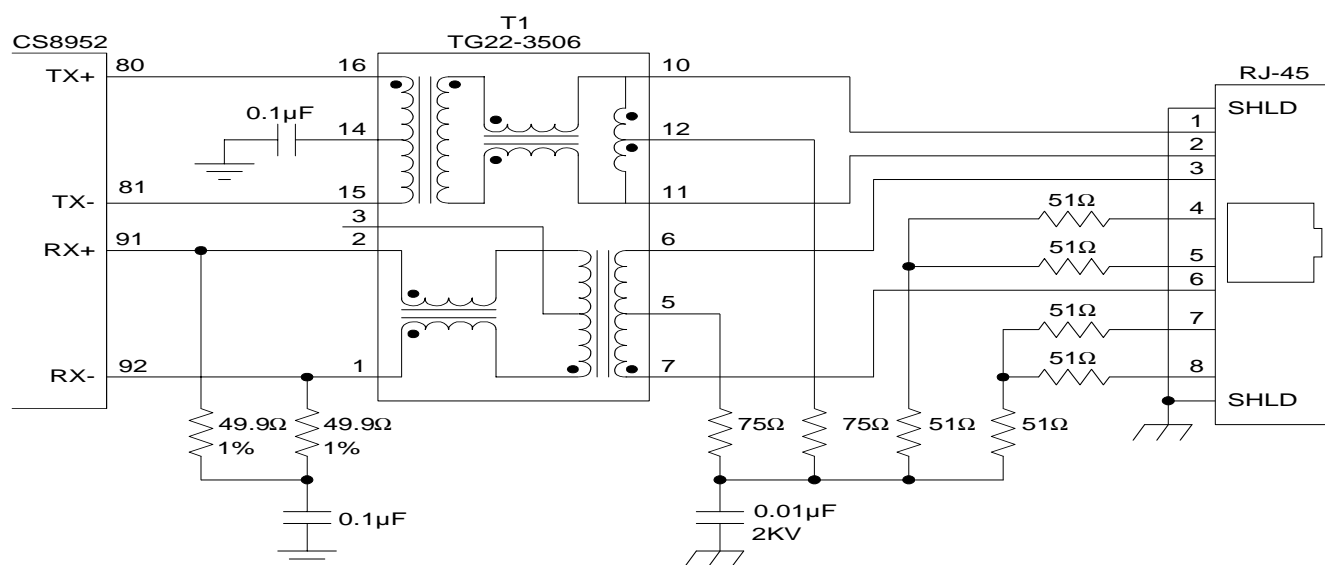 T1
TG22-3506
CS8952
RJ-45
TX+ 80 16 10
SHLD
0.1µF 14 12
1
2
3
TX- 81 15 11
3
51Ω 4
RX+ 91 2 6
51Ω 5
6
5
51Ω 7
51Ω 8
RX- 92 1 7
SHLD
49.9Ω 49.9Ω 75Ω 75Ω 51Ω 51Ω
1% 1%
0.1µF
0.01µF
2KV